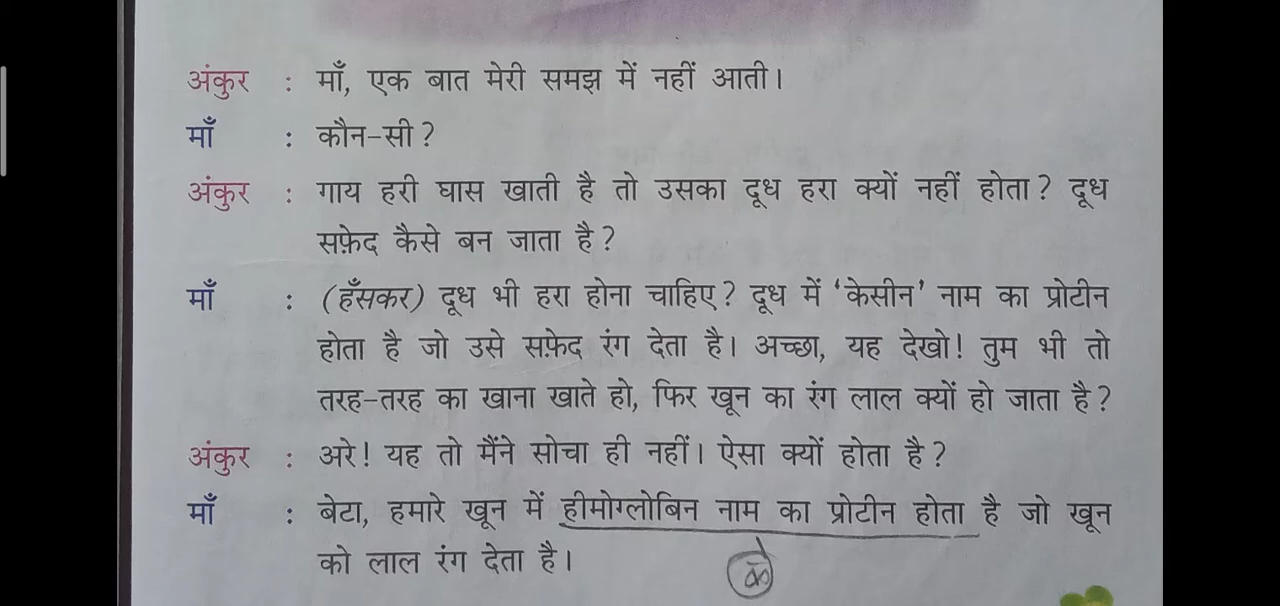 अंकुर : माँ, एक बात मेरी समझ में नहीं आती।
माँ : कौन-सी?
अंकुर : गाय हरी घास खाती है तो उसका दूध हरा क्यों नहीं होता? दूध
सफ़ेद कैसे बन जाता है?
माँ : (हँसकर) दूध भी हरा होना चाहिए? दूध में ‘केसीन’ नाम का प्रोटीन
होता है जो उसे सफ़ेद रंग देता है। अच्छा, यह देखो! तुम भी तो
तरह-तरह का खाना खाते हो, फिर खून का रंग लाल क्यों हो जाता है?
अंकुर : अरे! यह तो मैंने सोचा ही नहीं। ऐसा क्यों होता है?
माँ : बेटा, हमारे खून में हीमोग्लोबिन नाम का प्रोटीन होता है जो खून
को लाल रंग देता है।